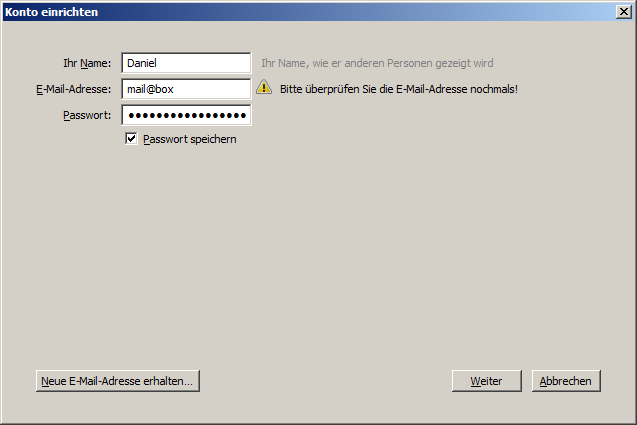 Konto einrichten
Ihr Name: Daniel Ihr Name, wie er anderen Personen gezeigt wird
E-Mail-Adresse: mail@box Bitte überprüfen Sie die E-Mail-Adresse nochmals!
Passwort: ●●●●●●●●●●●●●●●●●
Passwort speichern
Neue E-Mail-Adresse erhalten... Weiter Abbrechen